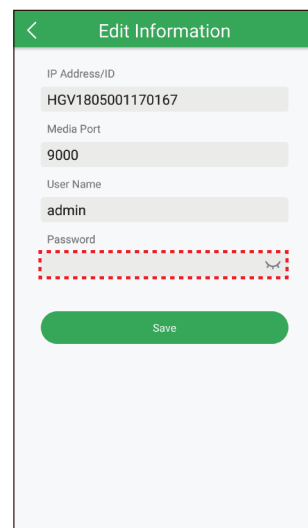 Edit Information
IP Address/ID
HGV1805001170167
Media Port
9000
User Name
admin
Password
Save